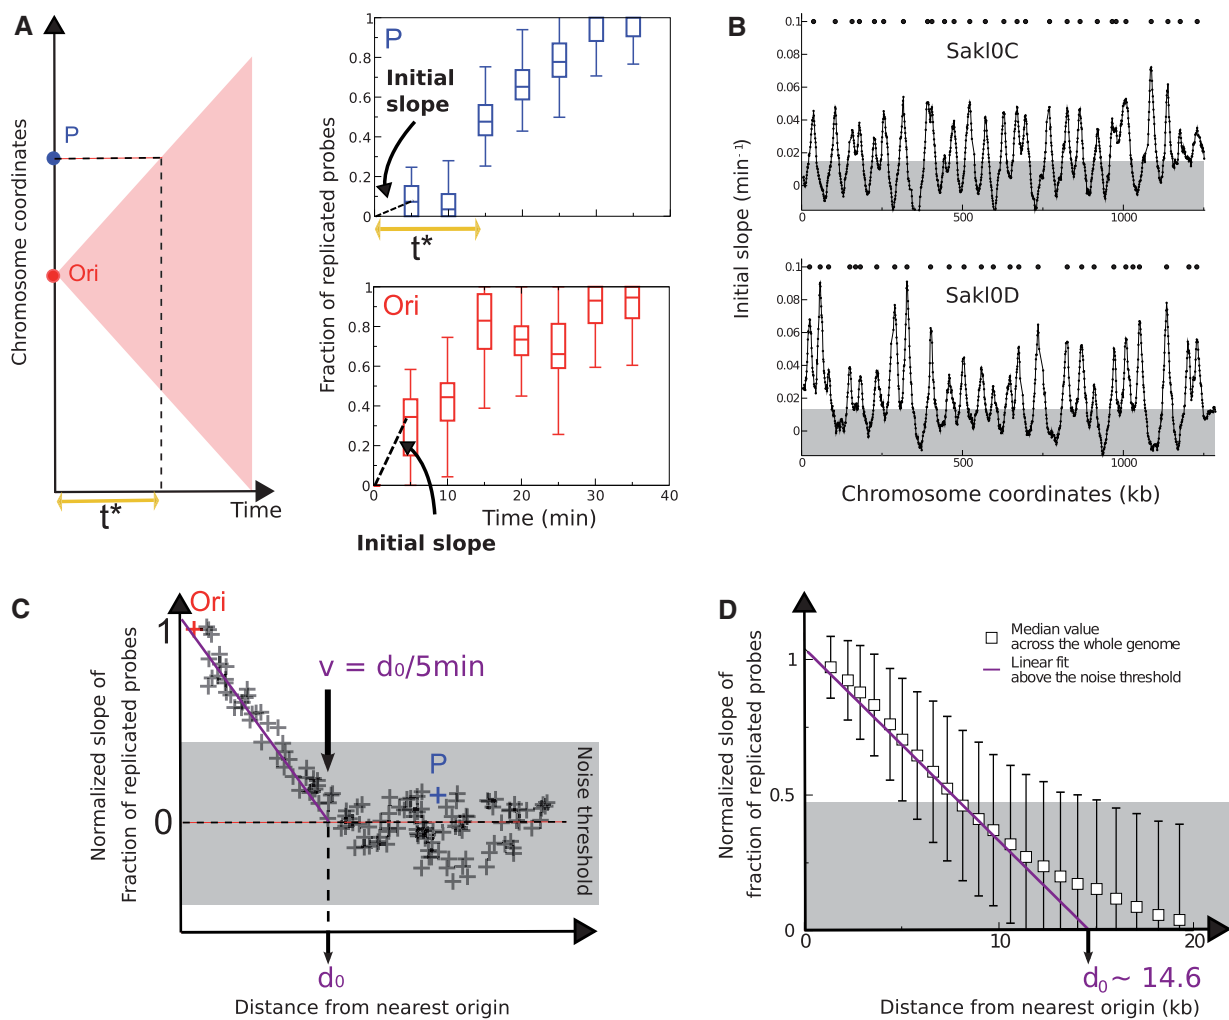 A
Chromosome coordinates
P
Ori
t*
Time
Fraction of replicated probes
P
Initial
slope
1
0.8
0.6
0.4
0.2
0
t*
Ori
1
0.8
0.6
0.4
0.2
0
0 10 20 30 40
Time (min)
Initial slope
B
Initial slope (min⁻¹)
Sakl0C
0.1
0.08
0.06
0.04
0.02
0
0 500 1000
Sakl0D
0.1
0.08
0.06
0.04
0.02
0
0 500 1000
Chromosome coordinates (kb)
C
Normalized slope of
Fraction of replicated probes
Ori
1
0
v = d₀/5min
P
Noise threshold
d₀
Distance from nearest origin
D
Normalized slope of
fraction of replicated probes
Median value
across the whole genome
Linear fit
above the noise threshold
1
0.5
0
0 10 20
d₀~ 14.6
Distance from nearest origin (kb)